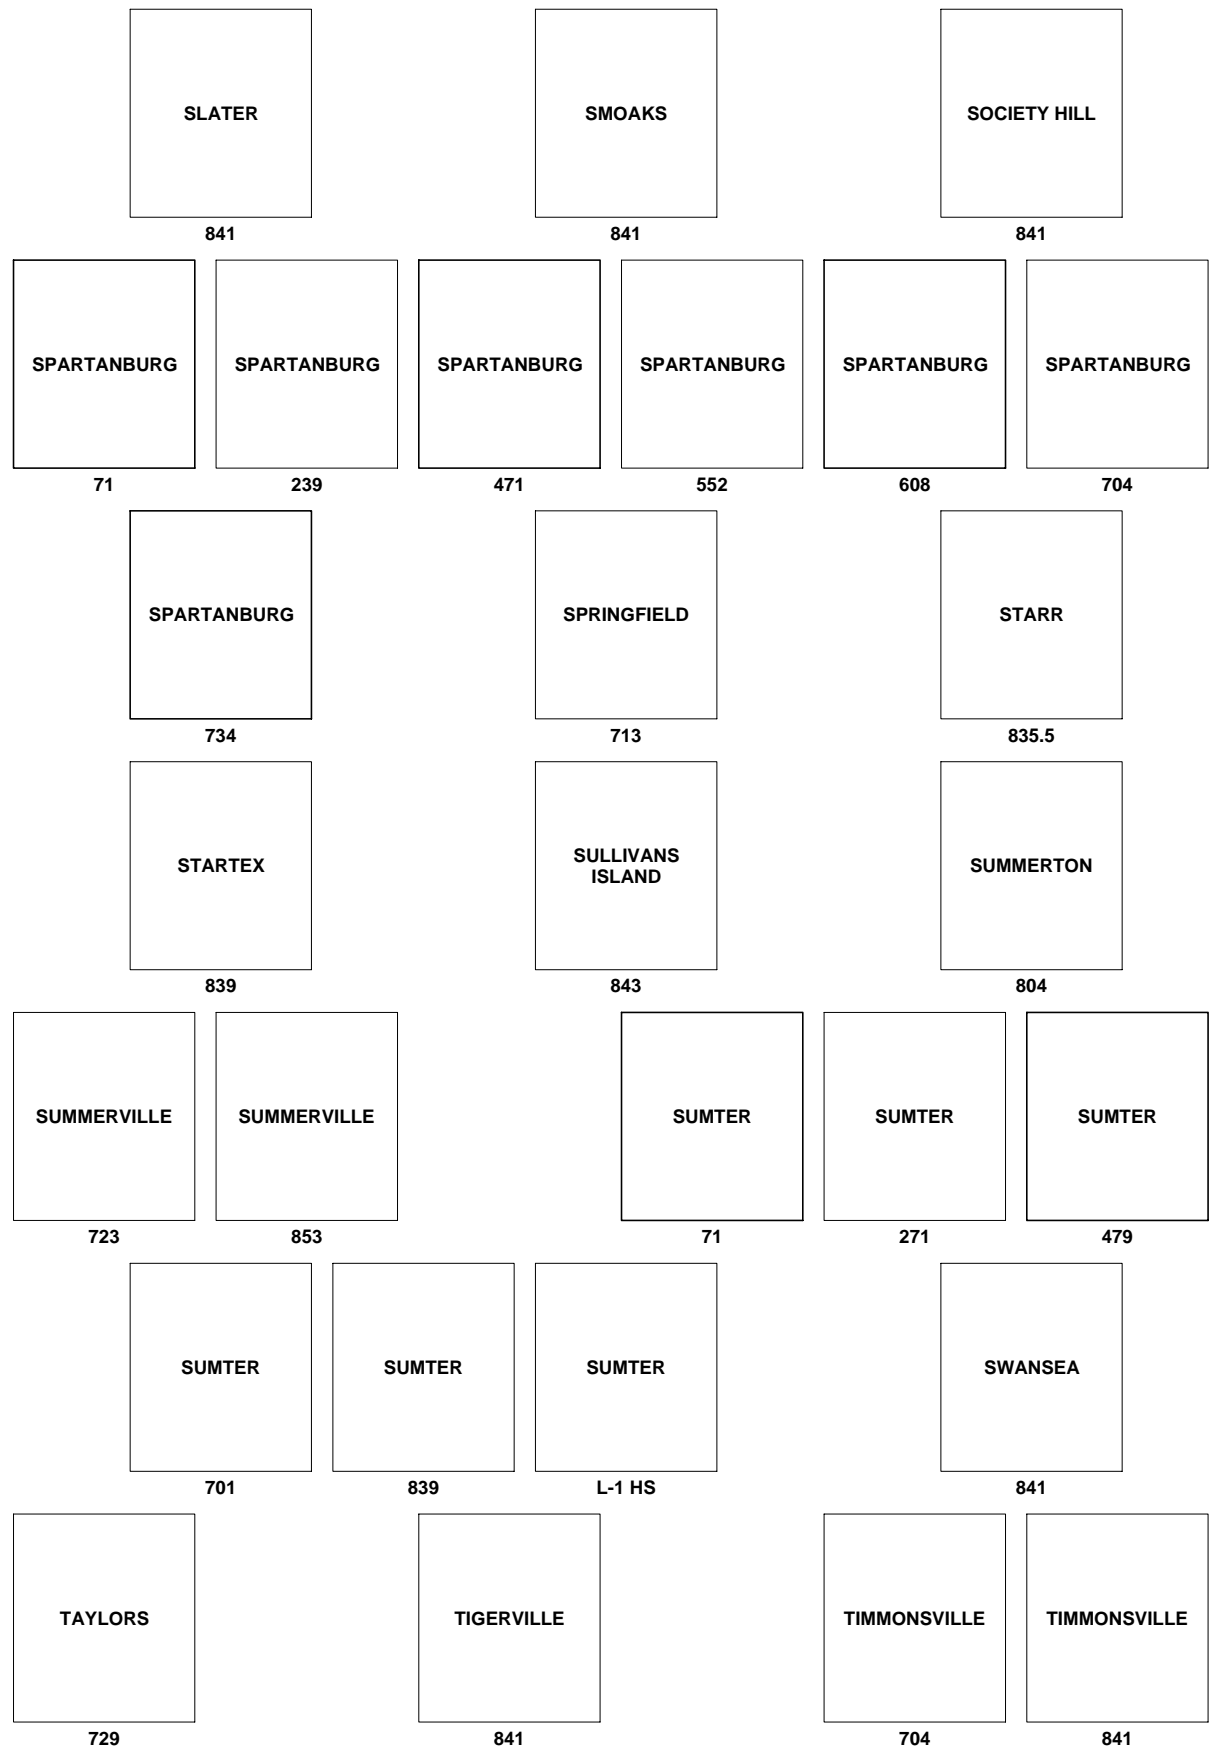 SLATER
SMOAKS
SOCIETY HILL
841
841
841
SPARTANBURG
SPARTANBURG
SPARTANBURG
SPARTANBURG
SPARTANBURG
SPARTANBURG
71
239
471
552
608
704
SPARTANBURG
SPRINGFIELD
STARR
734
713
835.5
STARTEX
SULLIVANS
ISLAND
SUMMERTON
839
843
804
SUMMERVILLE
SUMMERVILLE
SUMTER
SUMTER
SUMTER
723
853
71
271
479
SUMTER
SUMTER
SUMTER
SWANSEA
701
839
L-1 HS
841
TAYLORS
TIGERVILLE
TIMMONSVILLE
TIMMONSVILLE
729
841
704
841